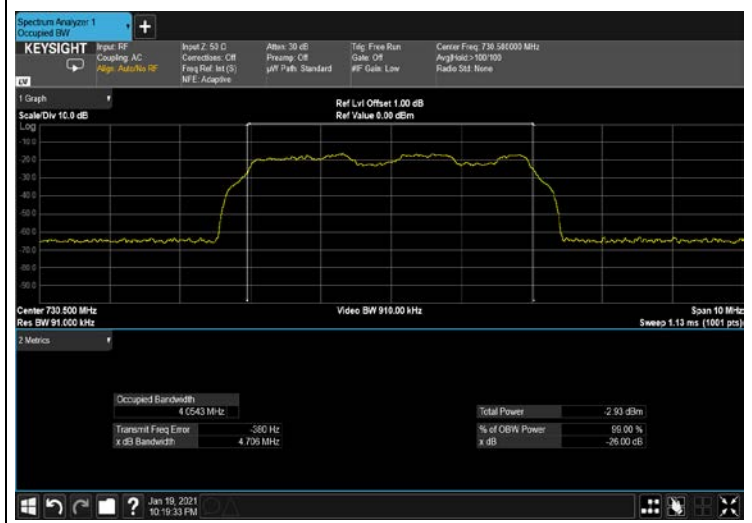 Spectrum Analyzer 1
Occupied BW
+
KEYSIGHT
LV
Input: RF
Coupling: AC
Align: Auto/No RF
Input Z: 50 Ω
Corrections: Off
Freq Ref: Int (S)
NFE: Adaptive
Atten: 30 dB
Preamp: Off
µW Path: Standard
Trig: Free Run
Gate: Off
#IF Gain: Low
Center Freq: 730.500000 MHz
Avg|Hold:>100/100
Radio Std: None
1 Graph
Scale/Div 10.0 dB
Ref Lvl Offset 1.00 dB
Ref Value 0.00 dBm
Log
-10.0
-20.0
-30.0
-40.0
-50.0
-60.0
-70.0
-80.0
-90.0
Center 730.500 MHz
Res BW 91.000 kHz
Video BW 910.00 kHz
Span 10 MHz
Sweep 1.13 ms (1001 pts)
2 Metrics
Occupied Bandwidth
4.0543 MHz
Transmit Freq Error -380 Hz
x dB Bandwidth 4.706 MHz
Total Power -2.93 dBm
% of OBW Power 99.00 %
x dB -26.00 dB
?
Jan 19, 2021
10:19:33 PM